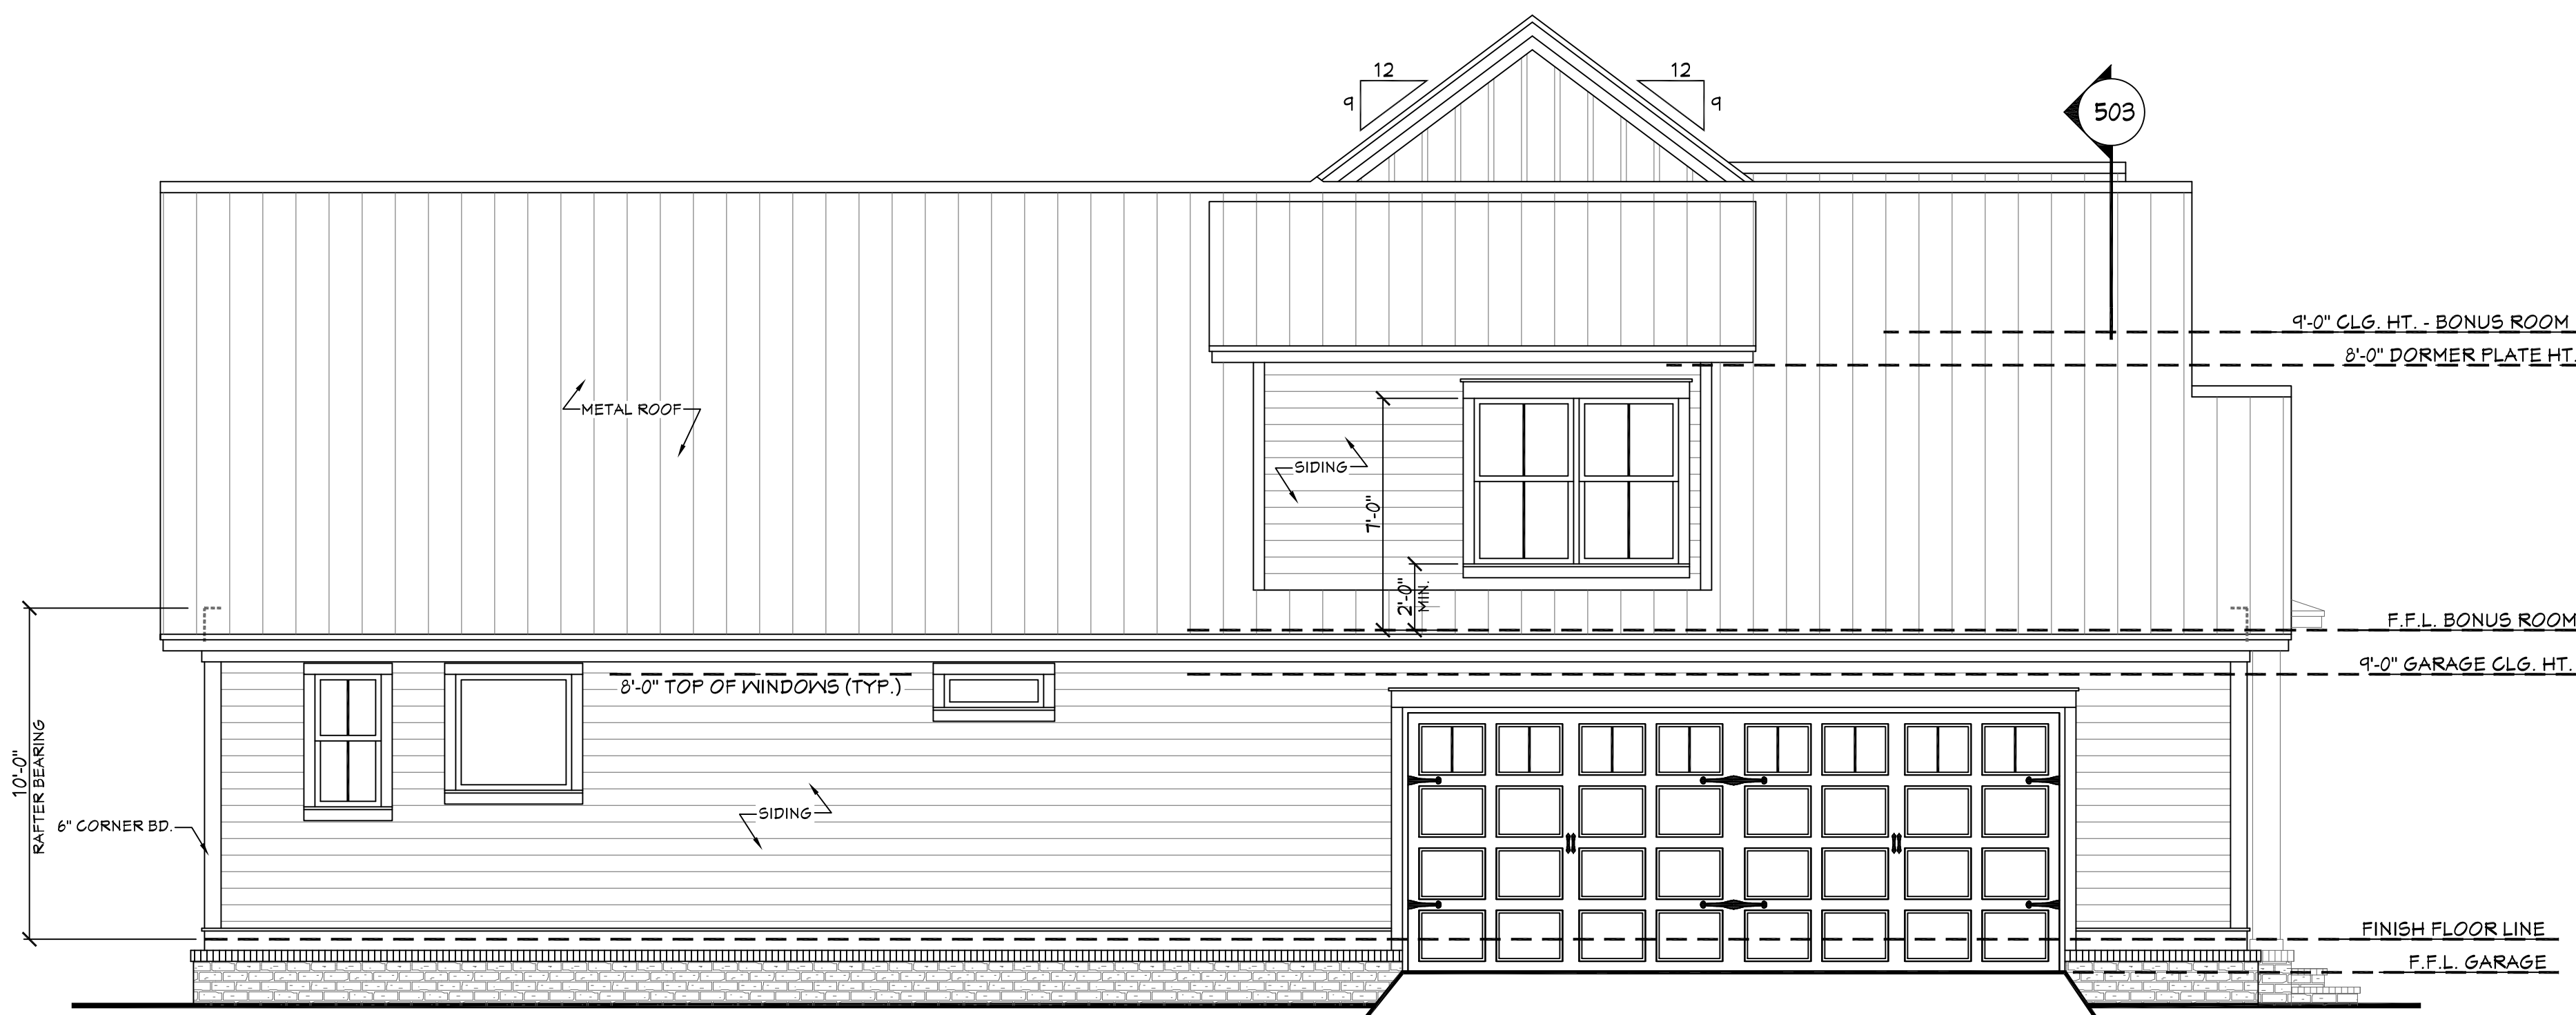 12
12
9
9
503
9'-0" CLG. HT. - BONUS ROOM
8'-0" DORMER PLATE HT.
METAL ROOF
SIDING
7'-0"
2'-0"
MIN.
F.F.L. BONUS ROOM
9'-0" GARAGE CLG. HT.
8'-0" TOP OF WINDOWS (TYP.)
10'-0"
RAFTER BEARING
6" CORNER BD.
SIDING
FINISH FLOOR LINE
F.F.L. GARAGE